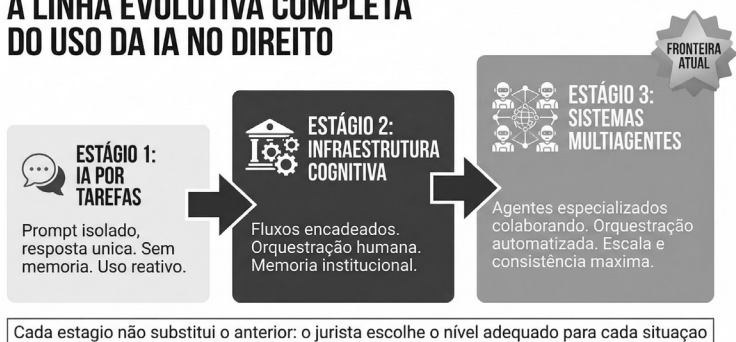 A LINHA EVOLUTIVA COMPLETA
DO USO DA IA NO DIREITO
FRONTEIRA
ATUAL
ESTÁGIO 1:
IA POR
TAREFAS
Prompt isolado,
resposta unica. Sem
memoria. Uso reativo.
ESTÁGIO 2:
INFRAESTRUTURA
COGNITIVA
Fluxos encadeados.
Orquestração humana.
Memoria institucional.
ESTÁGIO 3:
SISTEMAS
MULTIAGENTES
Agentes especializados
colaborando. Orquestração
automatizada. Escala e
consistência maxima.
Cada estagio não substitui o anterior: o jurista escolhe o nível adequado para cada situaçao